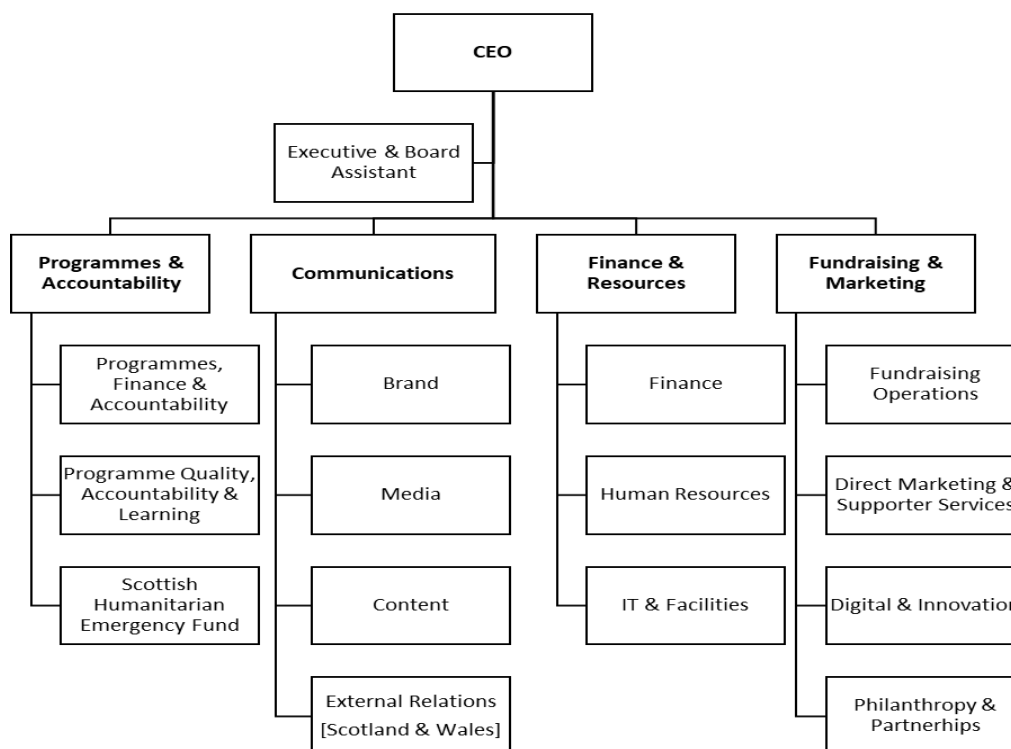 CEO
Executive & Board
Assistant
Programmes &
Accountability
Communications
Finance &
Resources
Fundraising &
Marketing
Programmes,
Finance &
Accountability
Programme Quality,
Accountability &
Learning
Scottish
Humanitarian
Emergency Fund
Brand
Media
Content
External Relations
[Scotland & Wales]
Finance
Human Resources
IT & Facilities
Fundraising
Operations
Direct Marketing &
Supporter Services
Digital & Innovation
Philanthropy &
Partnerhips